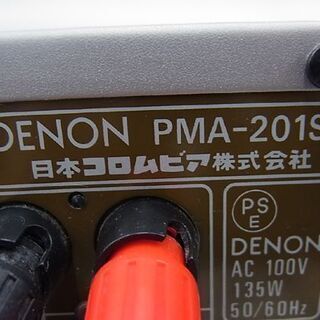 DENON PMA-201S
日本コロムビア株式会社
PS
E
DENON
AC 100V
135W
50/60Hz